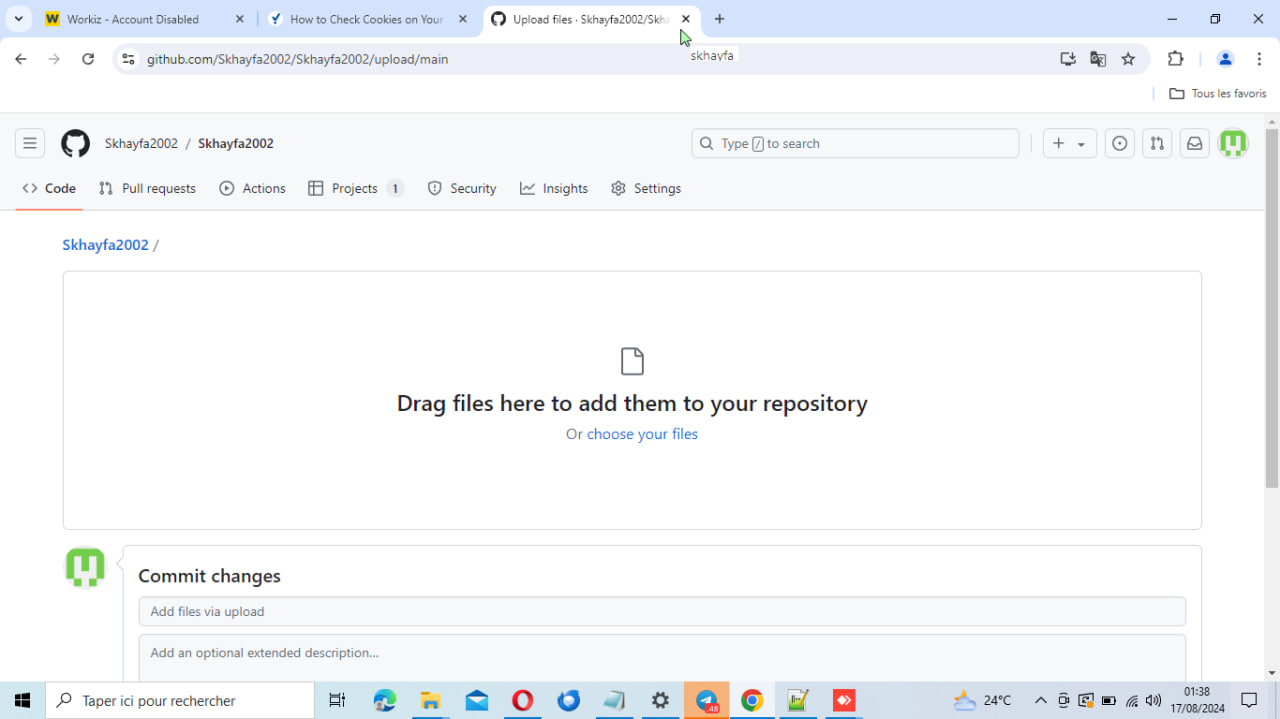 Workiz - Account Disabled
How to Check Cookies on Your
Upload files · Skhayfa2002/Skha
github.com/Skhayfa2002/Skhayfa2002/upload/main
skhayfa
Tous les favoris
Skhayfa2002 / Skhayfa2002
Type / to search
Code
Pull requests
Actions
Projects 1
Security
Insights
Settings
Skhayfa2002 /
Drag files here to add them to your repository
Or choose your files
Commit changes
Add files via upload
Add an optional extended description...
Taper ici pour rechercher
48
24°C
01:38
17/08/2024